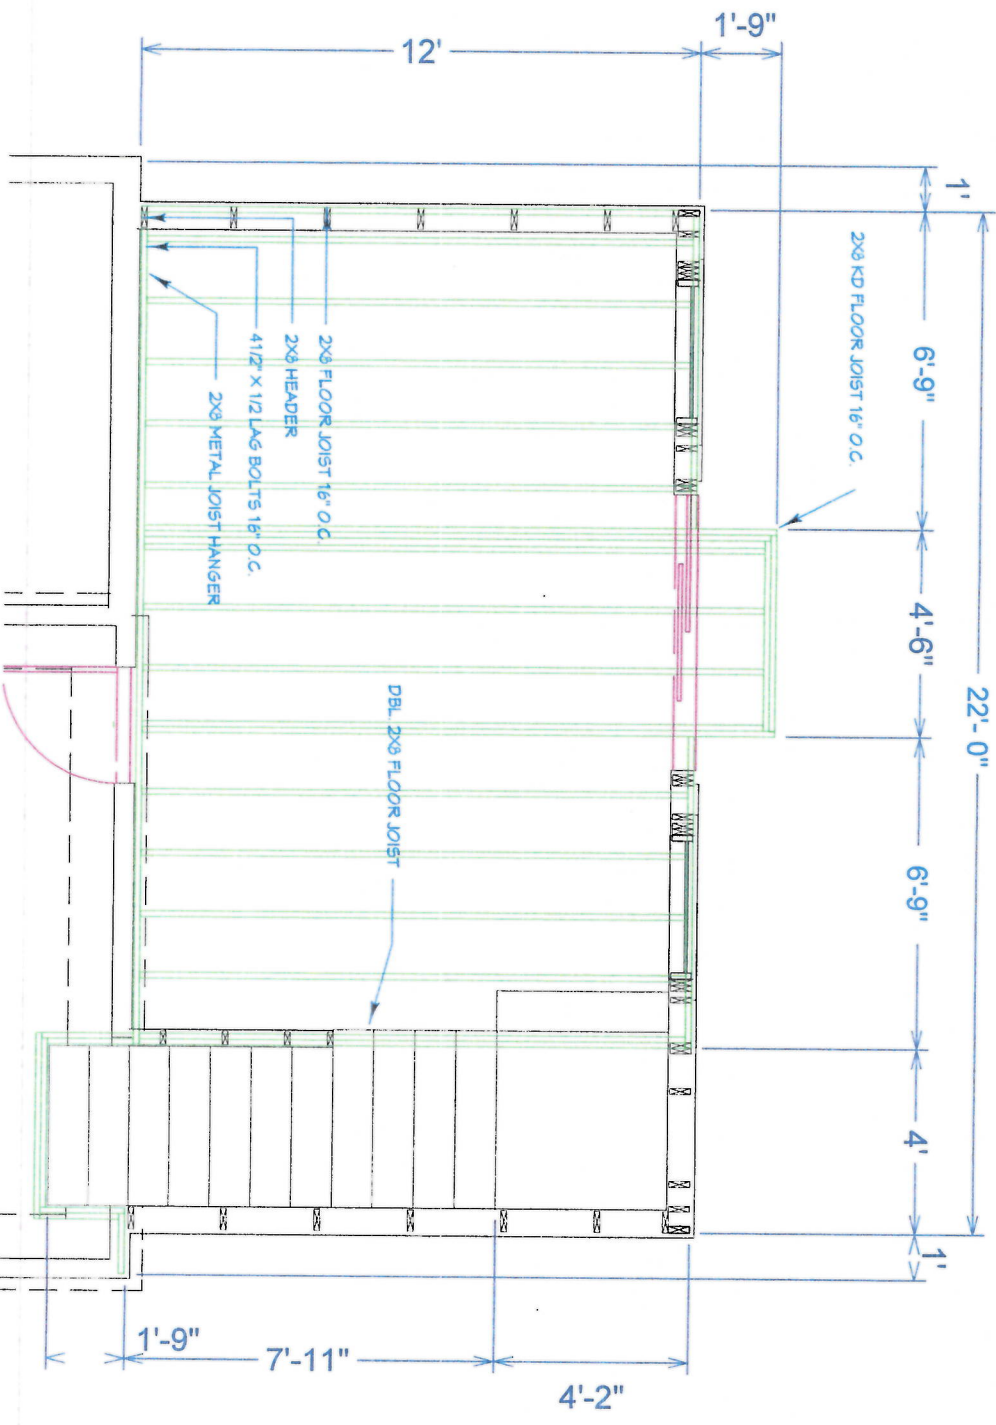 12'
1'-9"
1'
6'-9"
4'-6"
22'- 0"
6'-9"
4'
1'
2X8 KD FLOOR JOIST 16" O.C.
2X8 FLOOR JOIST 16" O.C.
2X8 HEADER
41/2" X 1/2 LAG BOLTS 16" O.C.
2X8 METAL JOIST HANGER
DBL. 2X8 FLOOR JOIST
1'-9"
7'-11"
4'-2"